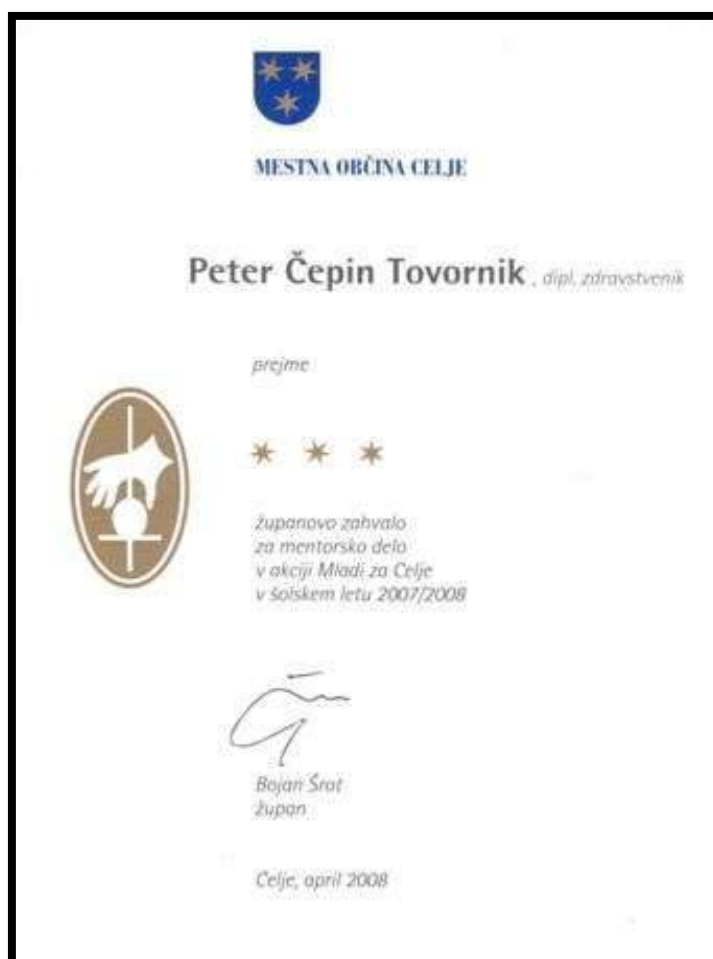 MESTNA OBČINA CELJE
Peter Čepin Tovornik, dipl. zdravstvenik
prejme
županovo zahvalo
za mentorsko delo
v akciji Mladi za Celje
v šolskem letu 2007/2008
Bojan Šrot
župan
Celje, april 2008